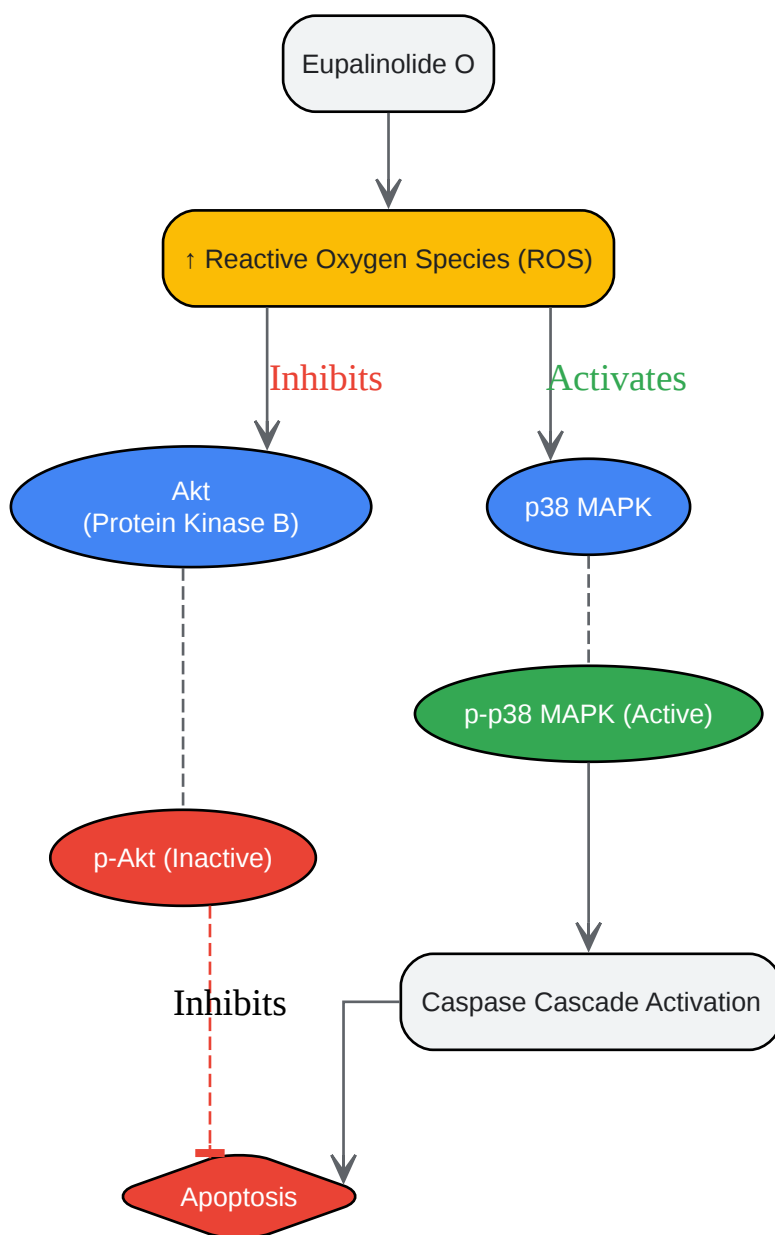 Eupalinolide O
↑ Reactive Oxygen Species (ROS)
Inhibits
Activates
Akt
(Protein Kinase B)
p38 MAPK
p-p38 MAPK (Active)
p-Akt (Inactive)
Inhibits
Caspase Cascade Activation
Apoptosis